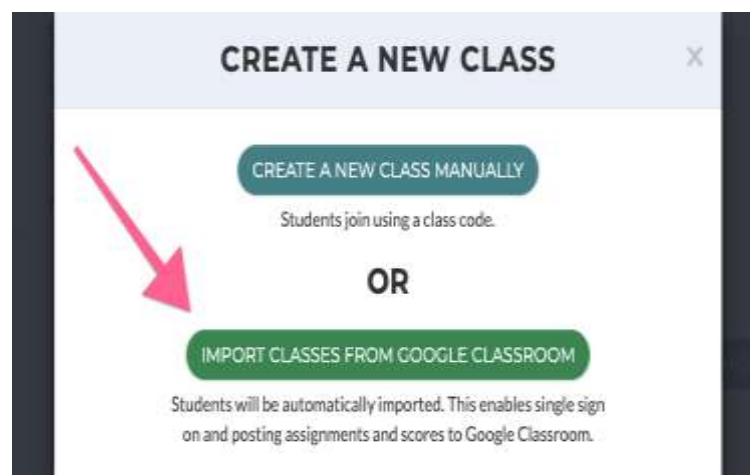 CREATE A NEW CLASS
X
CREATE A NEW CLASS MANUALLY
Students join using a class code.
OR
IMPORT CLASSES FROM GOOGLE CLASSROOM
Students will be automatically imported. This enables single sign
on and posting assignments and scores to Google Classroom.